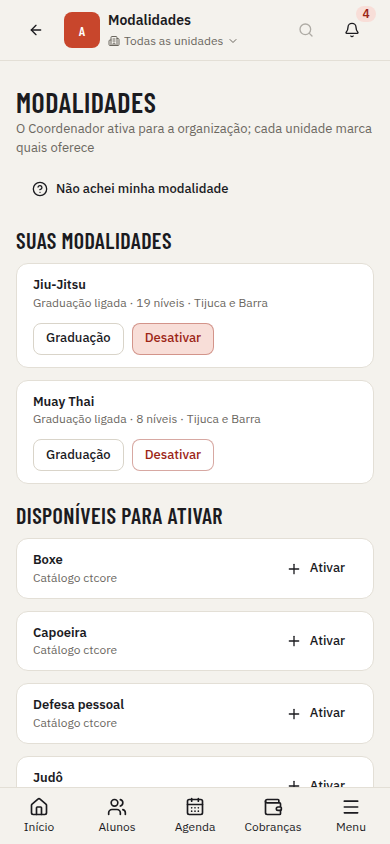 A
Modalidades
Todas as unidades
4
MODALIDADES
O Coordenador ativa para a organização; cada unidade marca
quais oferece
Não achei minha modalidade
SUAS MODALIDADES
Jiu-Jitsu
Graduação ligada · 19 níveis · Tijuca e Barra
Graduação
Desativar
Muay Thai
Graduação ligada · 8 níveis · Tijuca e Barra
Graduação
Desativar
DISPONÍVEIS PARA ATIVAR
Boxe
Catálogo ctcore
Ativar
Capoeira
Catálogo ctcore
Ativar
Defesa pessoal
Catálogo ctcore
Ativar
Judô
Ativar
Início
Alunos
Agenda
Cobranças
Menu